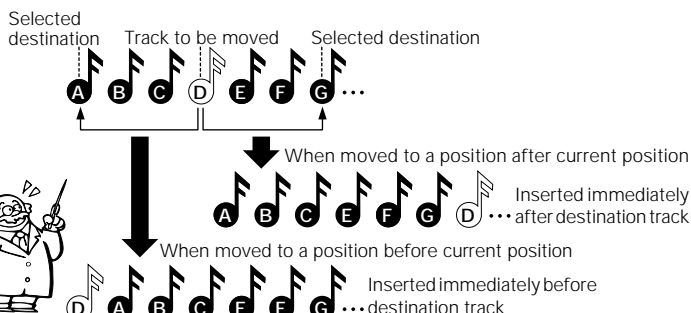 Selected
destination Track to be moved Selected destination
A B C D E F G ...
When moved to a position after current position
A B C E F G D ... Inserted immediately
after destination track
When moved to a position before current position
D A B C E F G ... Inserted immediately before
destination track